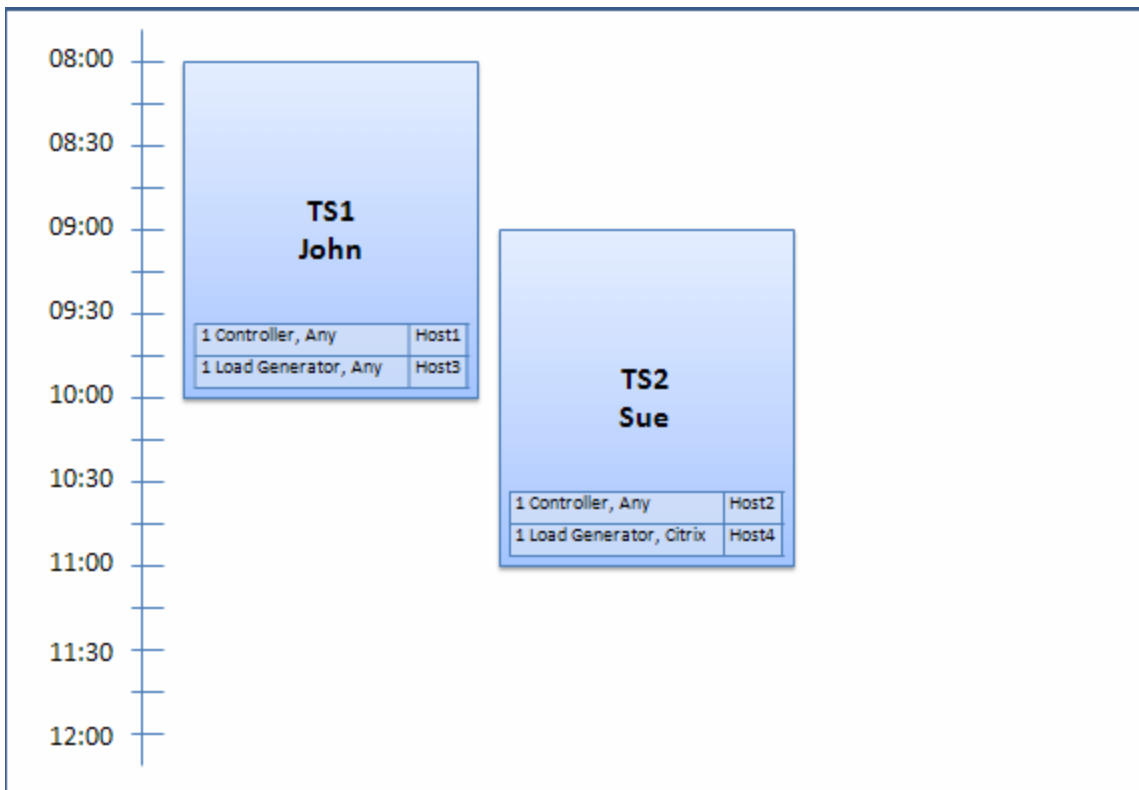 08:00
08:30
09:00
09:30
10:00
10:30
11:00
11:30
12:00
TS1
John
1 Controller, Any Host1
1 Load Generator, Any Host3
TS2
Sue
1 Controller, Any Host2
1 Load Generator, Citrix Host4